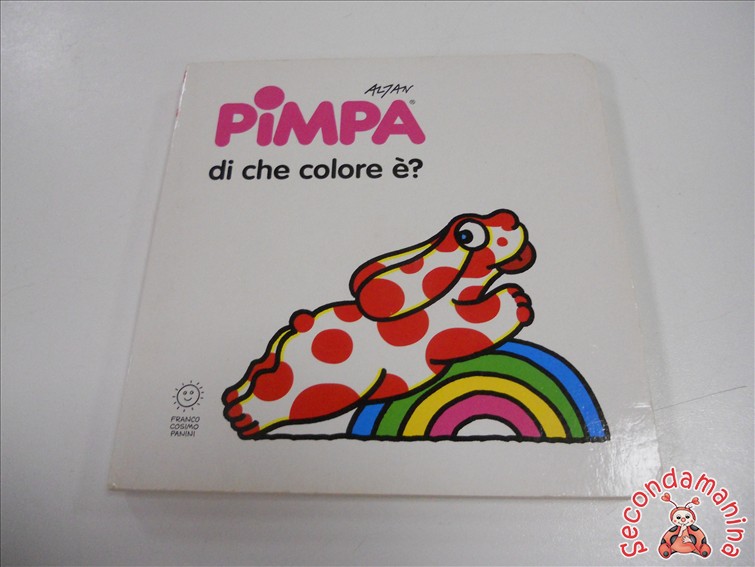 ALTAN
PiMPA®
di che colore è?
FRANCO
COSIMO
PANINI
Secondamanina